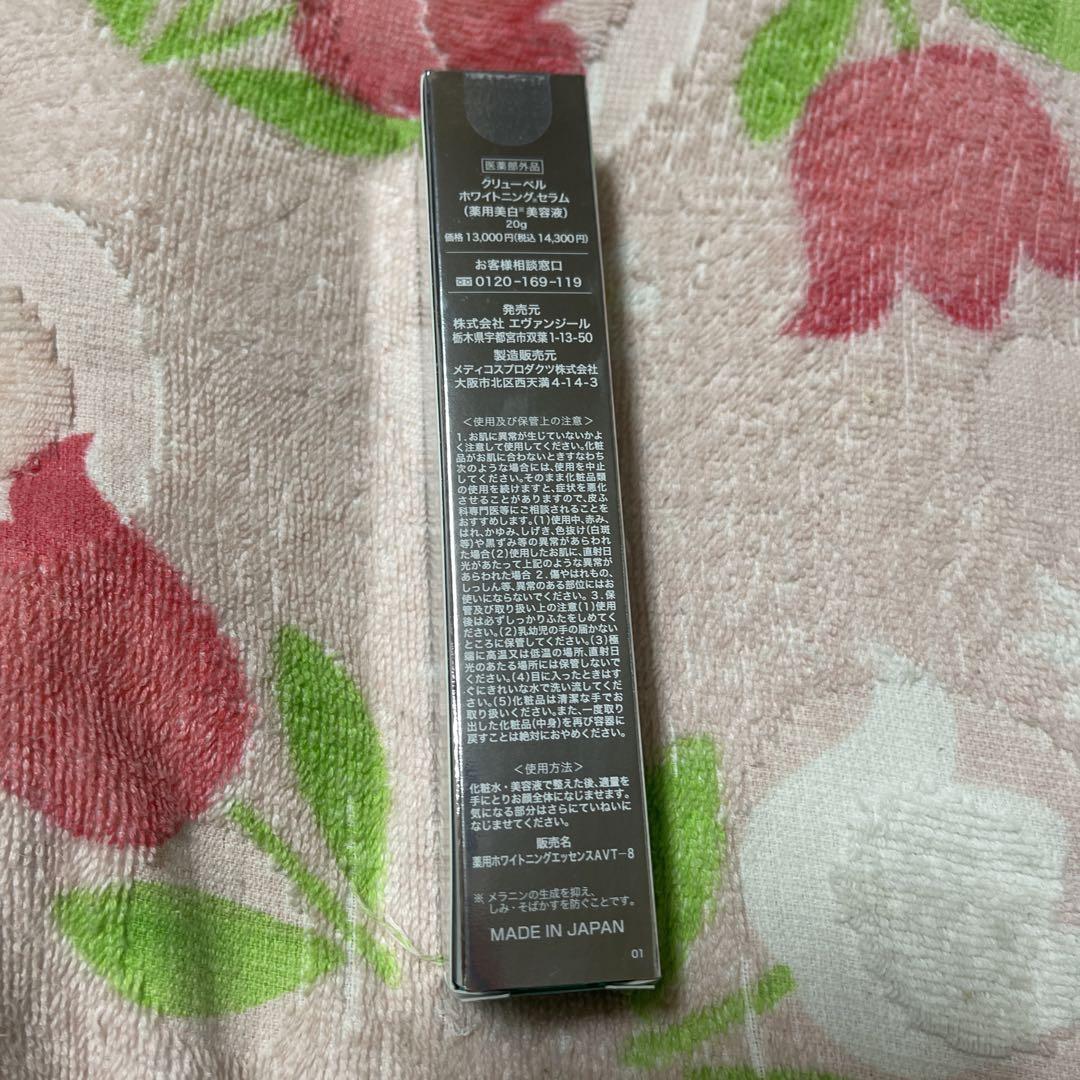 医薬部外品
クリューベル
ホワイトニング※セラム
（薬用美白※美容液）
20g
価格 13,000円（税込 14,300円）
お客様相談窓口
0120-169-119
発売元
株式会社 エヴァンジール
栃木県宇都宮市双葉1-13-50
製造販売元
メディコスプロダクツ株式会社
大阪市北区西天満4-14-3
＜使用及び保管上の注意＞
1.お肌に異常が生じていないかよ
く注意して使用してください。化粧
品がお肌に合わないときすなわち
次のような場合には、使用を中止
してください。そのまま化粧品類
の使用を続けますと、症状を悪化
させることがありますので、皮ふ
科専門医等にご相談されることを
おすすめします。（1）使用中、赤み、
はれ、かゆみ、しげき、色抜け（白斑
等）や黒ずみ等の異常があらわれ
た場合（2）使用したお肌に、直射日
光があたって上記のような異常が
あらわれた場合 2.傷やはれもの、
しっしん等、異常のある部位にはお
使いにならないでください。3.保
管及び取り扱い上の注意（1）使用
後は必ずしっかりふたをしめてく
ださい。（2）乳幼児の手の届かない
ところに保管してください。（3）極
端に高温又は低温の場所、直射日
光のあたる場所には保管しないで
ください。（4）目に入ったときはす
ぐにきれいな水で洗い流してくだ
さい。（5）化粧品は清潔な手でお
取り扱いください。また、一度取り
出した化粧品（中身）を再び容器に
戻すことは絶対におやめください。
＜使用方法＞
化粧水・美容液で整えた後、適量を
手にとりお顔全体になじませます。
気になる部分はさらにていねいに
なじませてください。
販売名
薬用ホワイトニングエッセンスAVT-8
※ メラニンの生成を抑え、
しみ・そばかすを防ぐことです。
MADE IN JAPAN
01